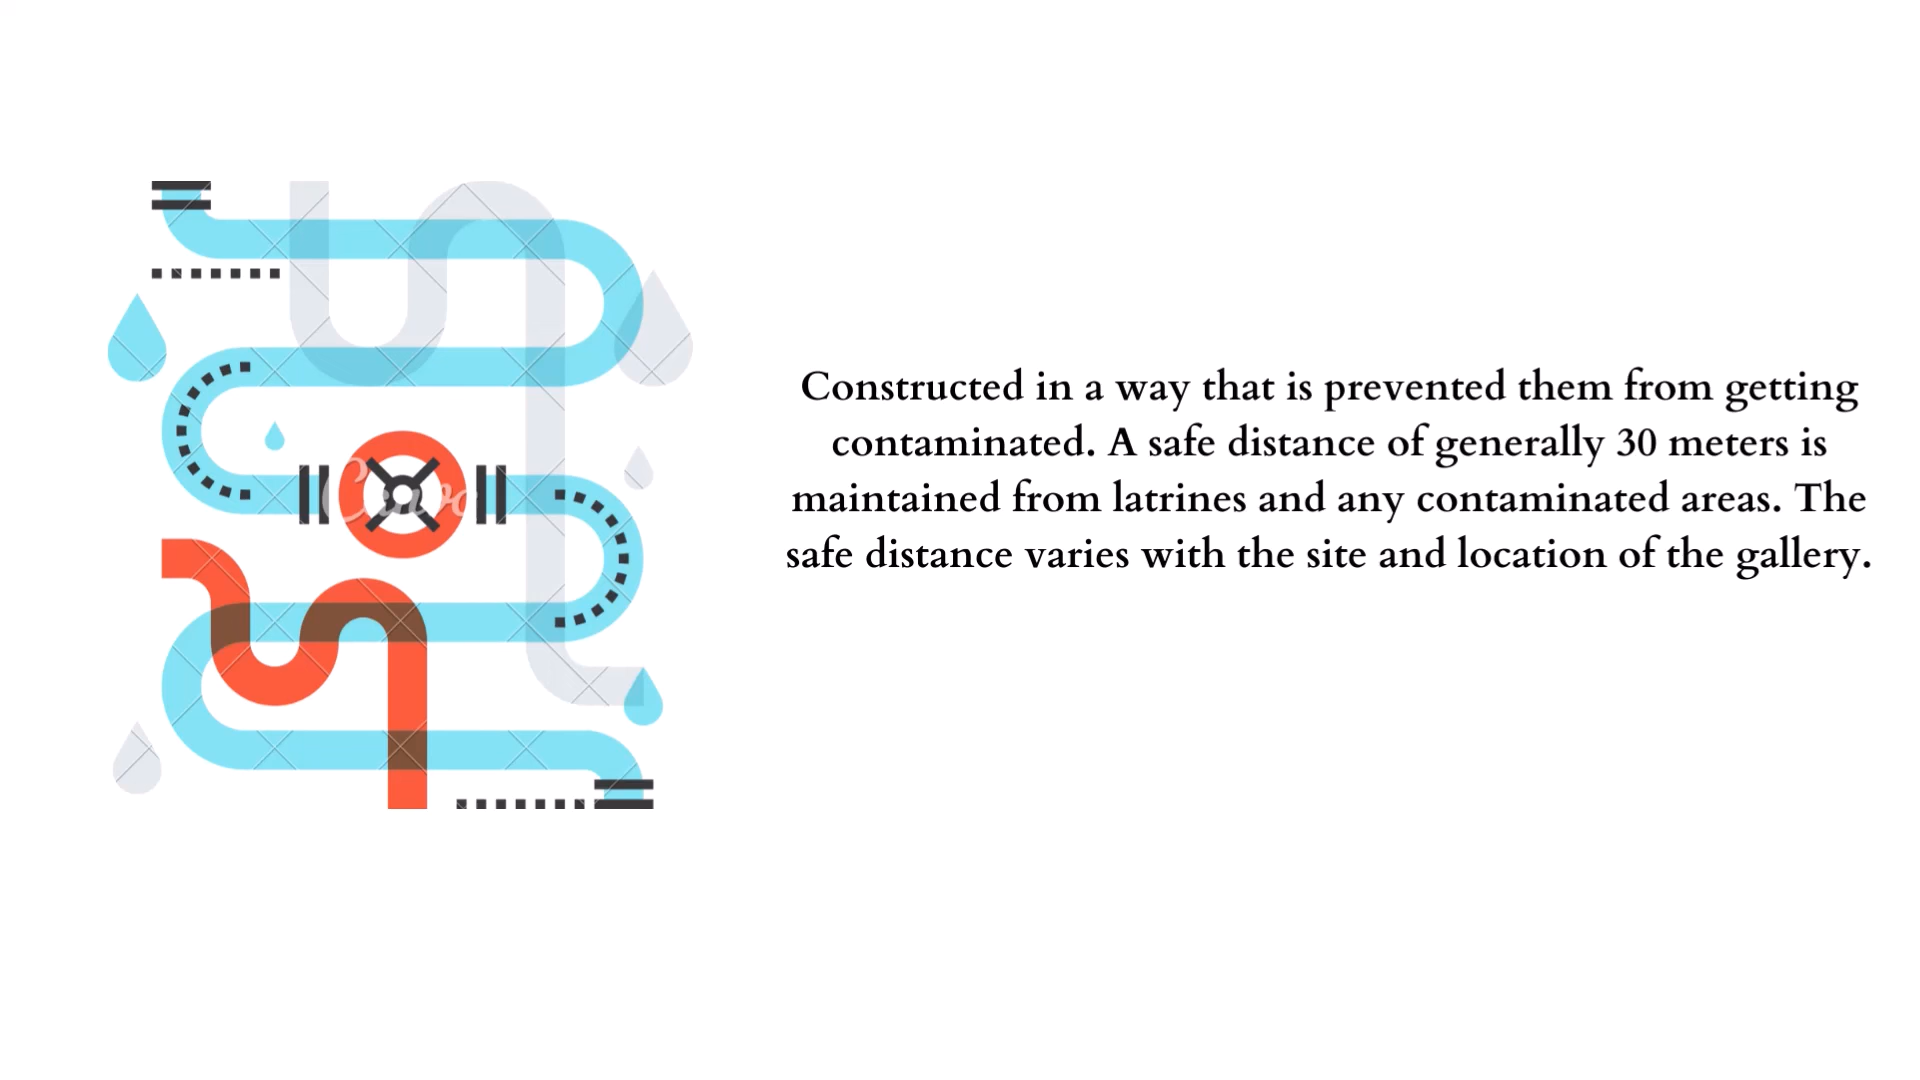 Constructed in a way that is prevented them from getting
contaminated. A safe distance of generally 30 meters is
maintained from latrines and any contaminated areas. The
safe distance varies with the site and location of the gallery.
Canva